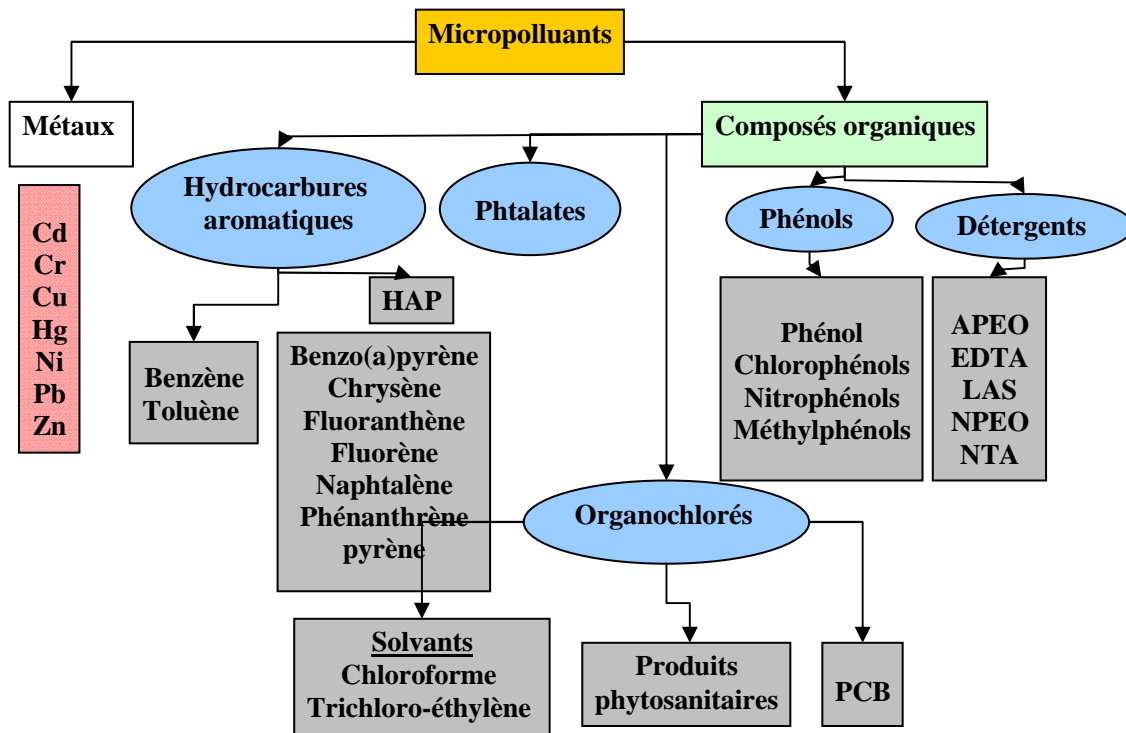 Micropolluants
Métaux
Composés organiques
Hydrocarbures
aromatiques
Phtalates
Phénols
Détergents
Cd
Cr
Cu
Hg
Ni
Pb
Zn
HAP
Benzène
Toluène
Benzo(a)pyrène
Chrysène
Fluoranthène
Fluorène
Naphtalène
Phénanthrène
pyrène
Phénol
Chlorophénols
Nitrophénols
Méthylphénols
APEO
EDTA
LAS
NPEO
NTA
Organochlorés
Solvants
Chloroforme
Trichloro-éthylène
Produits
phytosanitaires
PCB